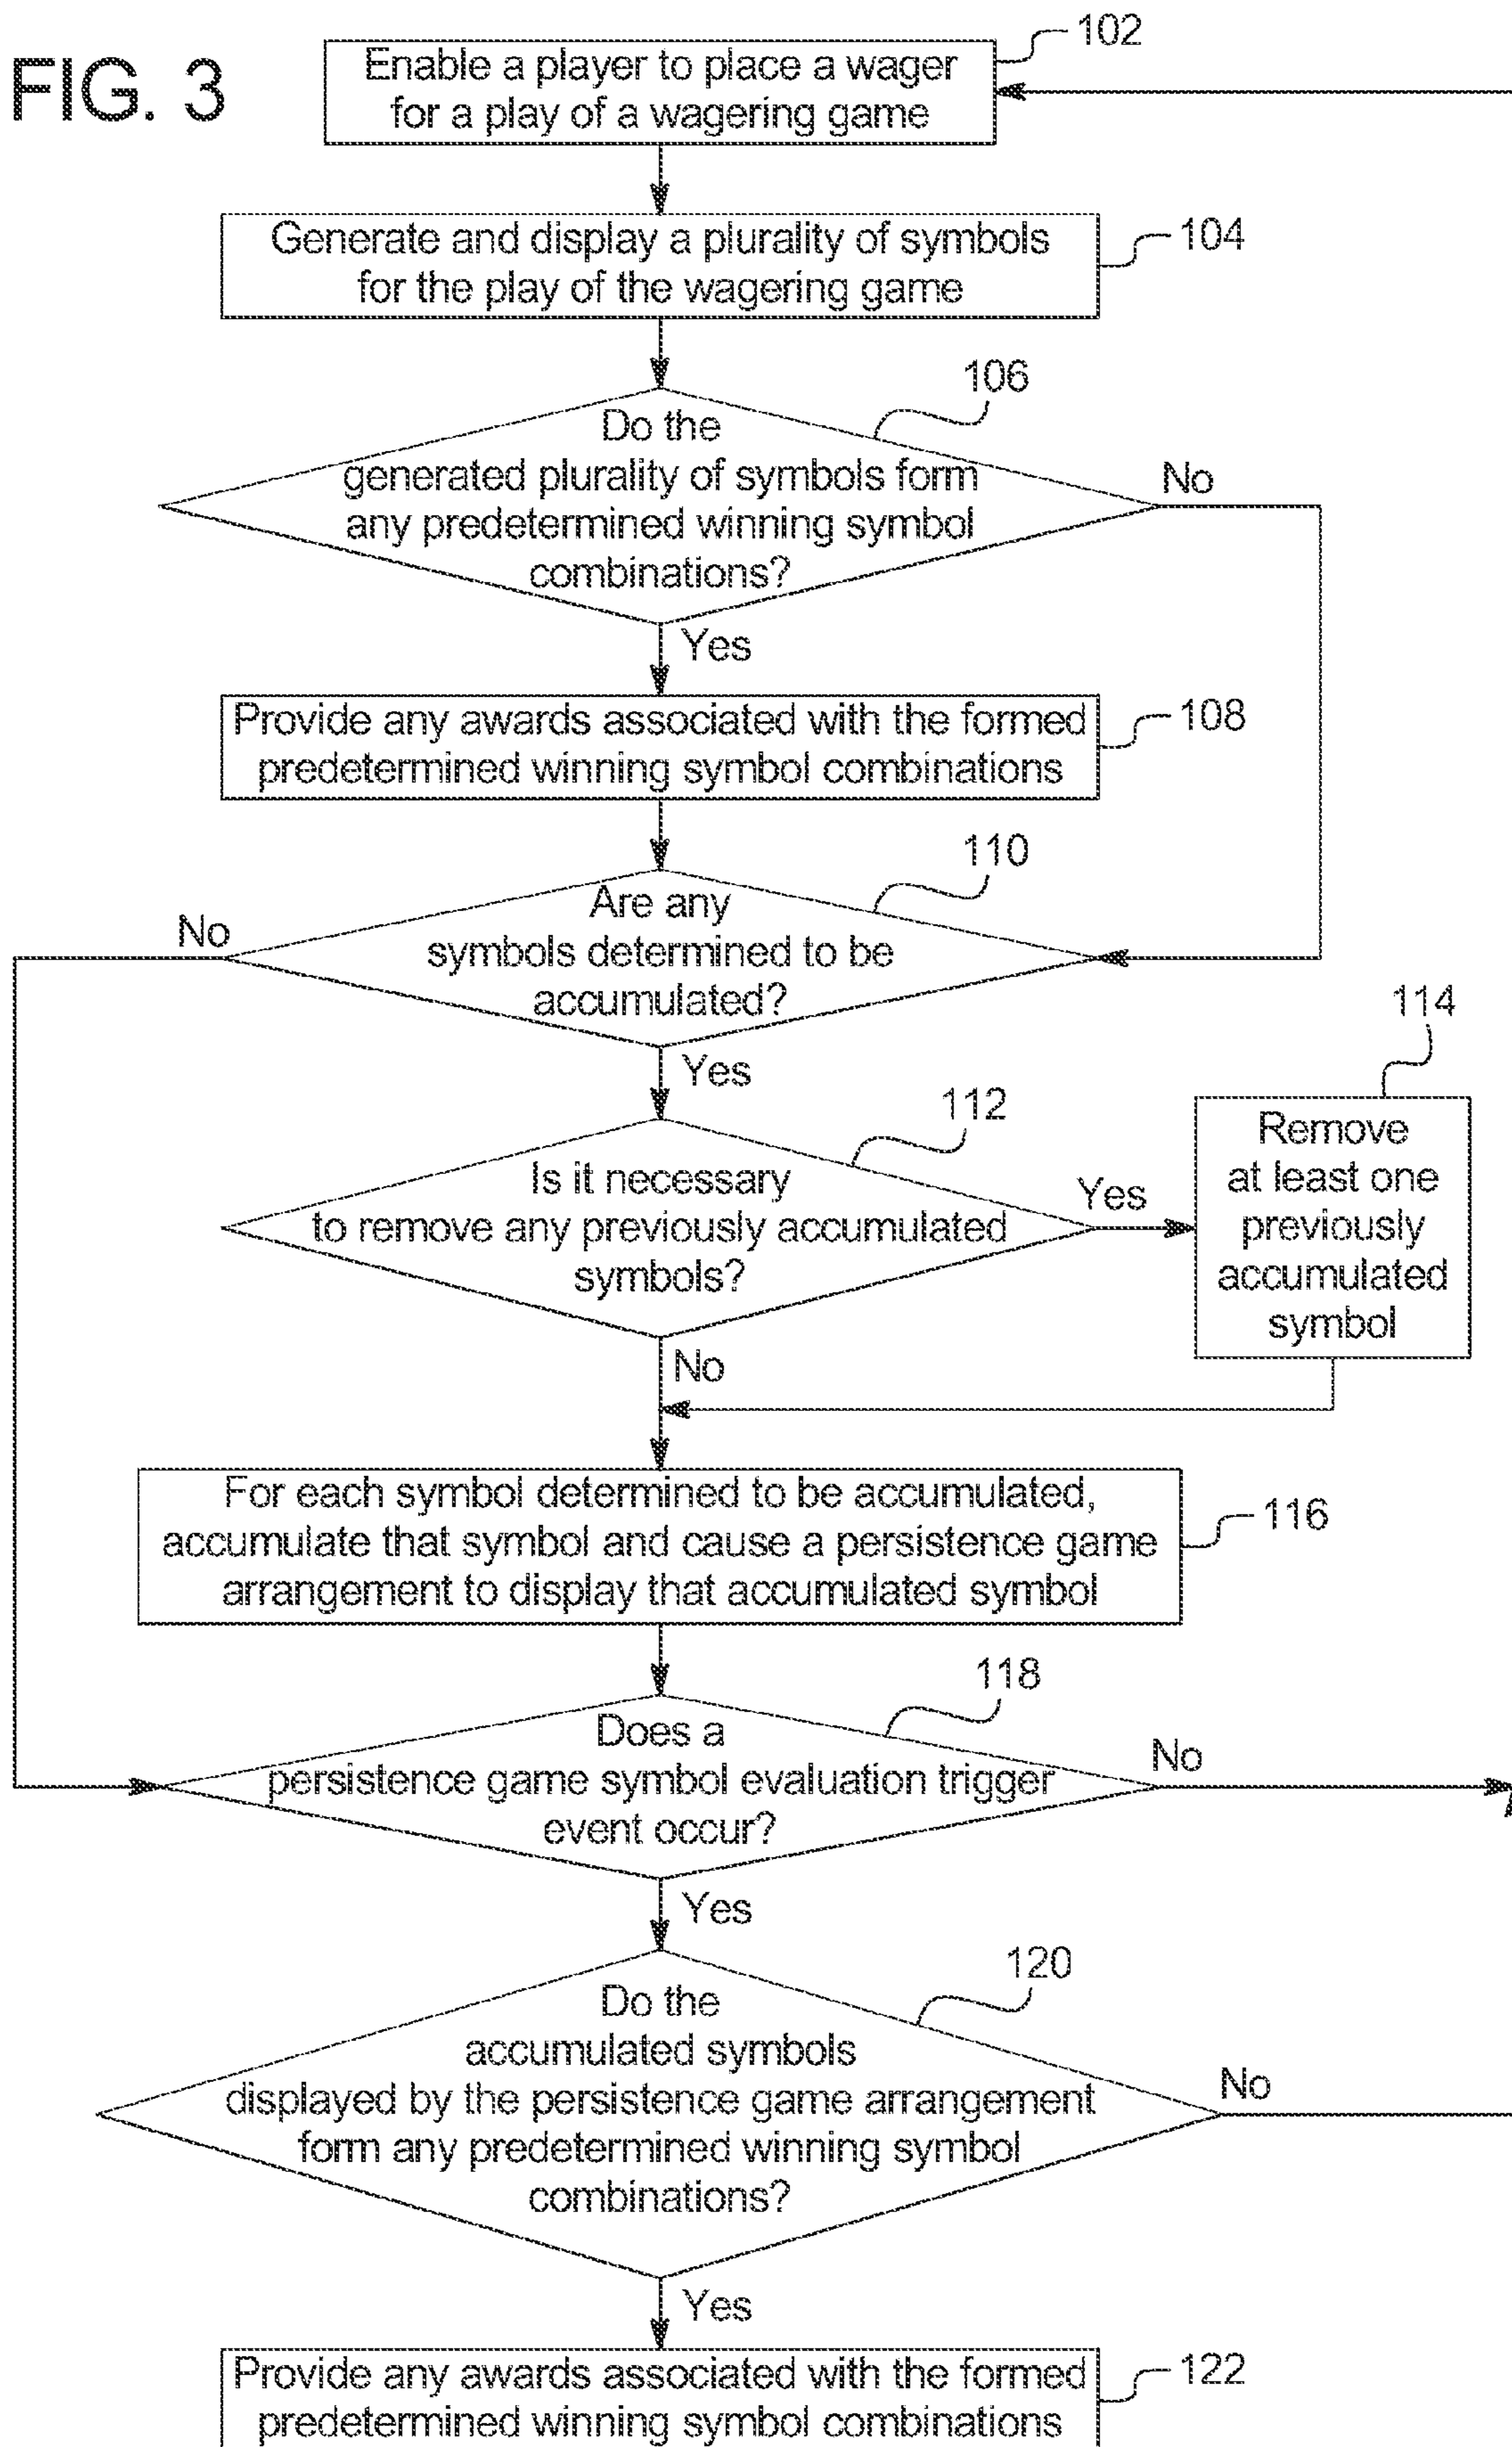 FIG. 3
102
Enable a player to place a wager
for a play of a wagering game
104
Generate and display a plurality of symbols
for the play of the wagering game
106
Do the
generated plurality of symbols form
any predetermined winning symbol
combinations?
No
Yes
108
Provide any awards associated with the formed
predetermined winning symbol combinations
110
Are any
symbols determined to be
accumulated?
No
Yes
112
Is it necessary
to remove any previously accumulated
symbols?
Yes
114
Remove
at least one
previously
accumulated
symbol
No
For each symbol determined to be accumulated,
accumulate that symbol and cause a persistence game
arrangement to display that accumulated symbol
116
118
Does a
persistence game symbol evaluation trigger
event occur?
No
Yes
120
Do the
accumulated symbols
displayed by the persistence game arrangement
form any predetermined winning symbol
combinations?
No
Yes
Provide any awards associated with the formed
predetermined winning symbol combinations
122